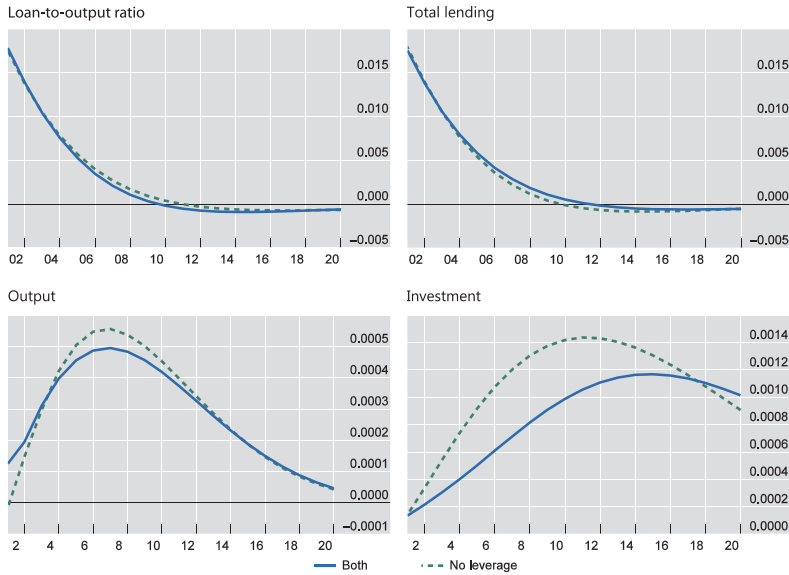 Loan-to-output ratio
0.015
0.010
0.005
0.000
–0.005
02 04 06 08 10 12 14 16 18 20
Total lending
0.015
0.010
0.005
0.000
–0.005
02 04 06 08 10 12 14 16 18 20
Output
0.0005
0.0004
0.0003
0.0002
0.0001
0.0000
–0.0001
2 4 6 8 10 12 14 16 18 20
Investment
0.0014
0.0012
0.0010
0.0008
0.0006
0.0004
0.0002
0.0000
2 4 6 8 10 12 14 16 18 20
Both No leverage